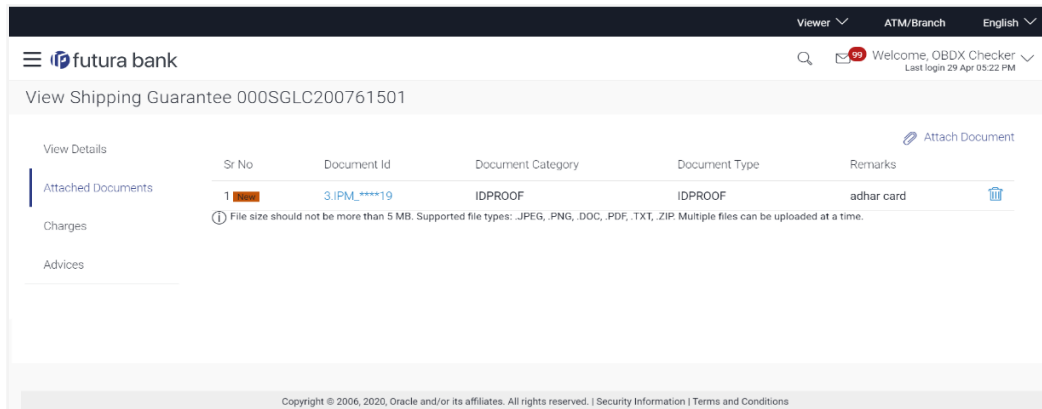 Viewer ATM/Branch English
futura bank
99 Welcome, OBDX Checker
Last login 29 Apr 05:22 PM
View Shipping Guarantee 000SGLC200761501
Attach Document
View Details
Attached Documents
Charges
Advices
Sr No Document Id Document Category Document Type Remarks
1 New 3.IPM_****19 IDPROOF IDPROOF adhar card
File size should not be more than 5 MB. Supported file types: .JPEG, .PNG, .DOC, .PDF, .TXT, .ZIP. Multiple files can be uploaded at a time.
Copyright © 2006, 2020, Oracle and/or its affiliates. All rights reserved. | Security Information | Terms and Conditions